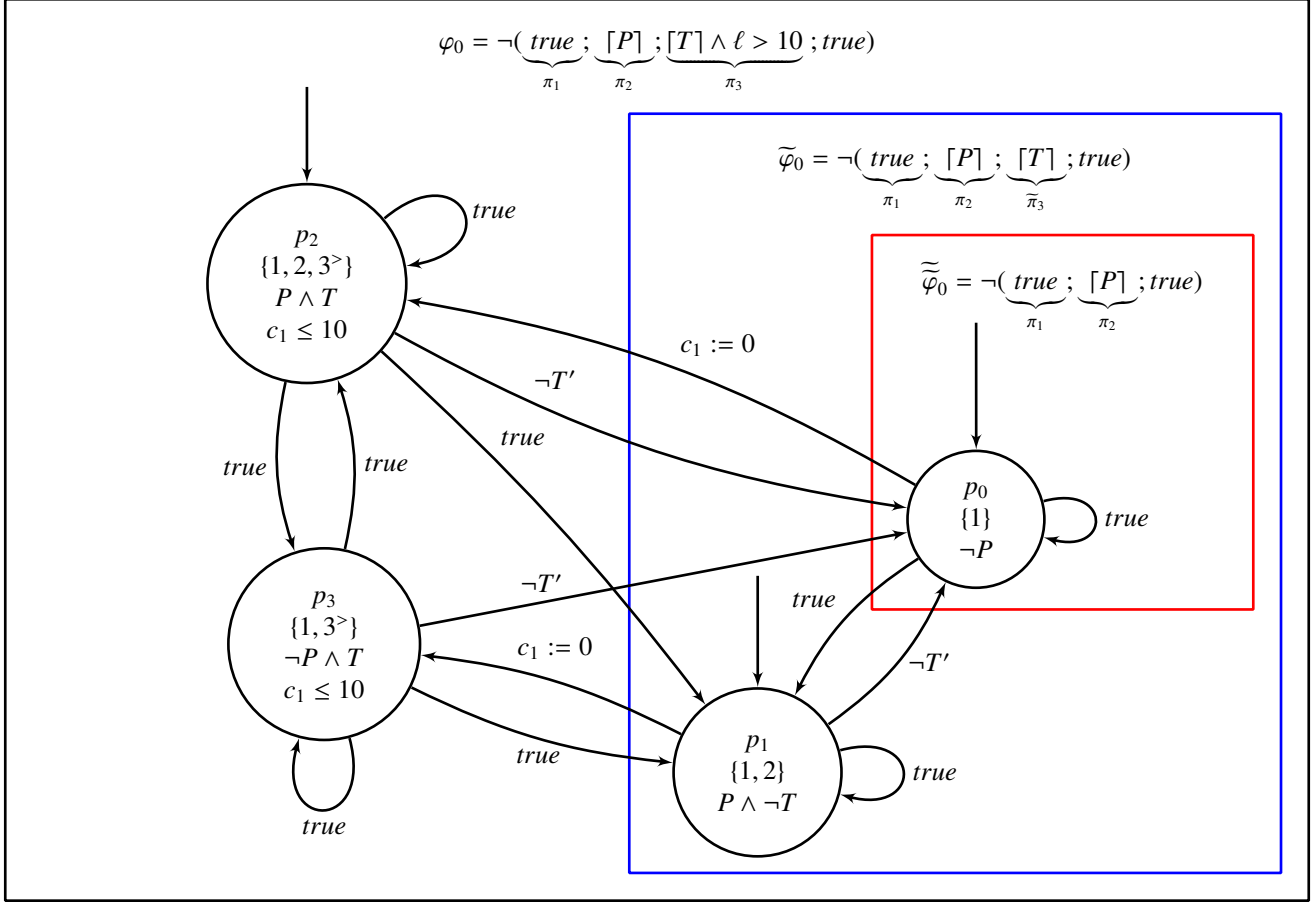 φ₀ = ¬(true ; ⌈P⌉ ; ⌈T⌉ ∧ ℓ > 10 ; true)
π₁ π₂ π₃
φ̃₀ = ¬(true ; ⌈P⌉ ; ⌈T⌉ ; true)
π₁ π₂ π̃₃
φ̃̃₀ = ¬(true ; ⌈P⌉ ; true)
π₁ π₂
p₂
{1, 2, 3^>}
P ∧ T
c₁ ≤ 10
true
c₁ := 0
¬T′
true
true
true
p₀
{1}
¬P
true
p₃
{1, 3^>}
¬P ∧ T
c₁ ≤ 10
¬T′
c₁ := 0
true
true
true
¬T′
p₁
{1, 2}
P ∧ ¬T
true